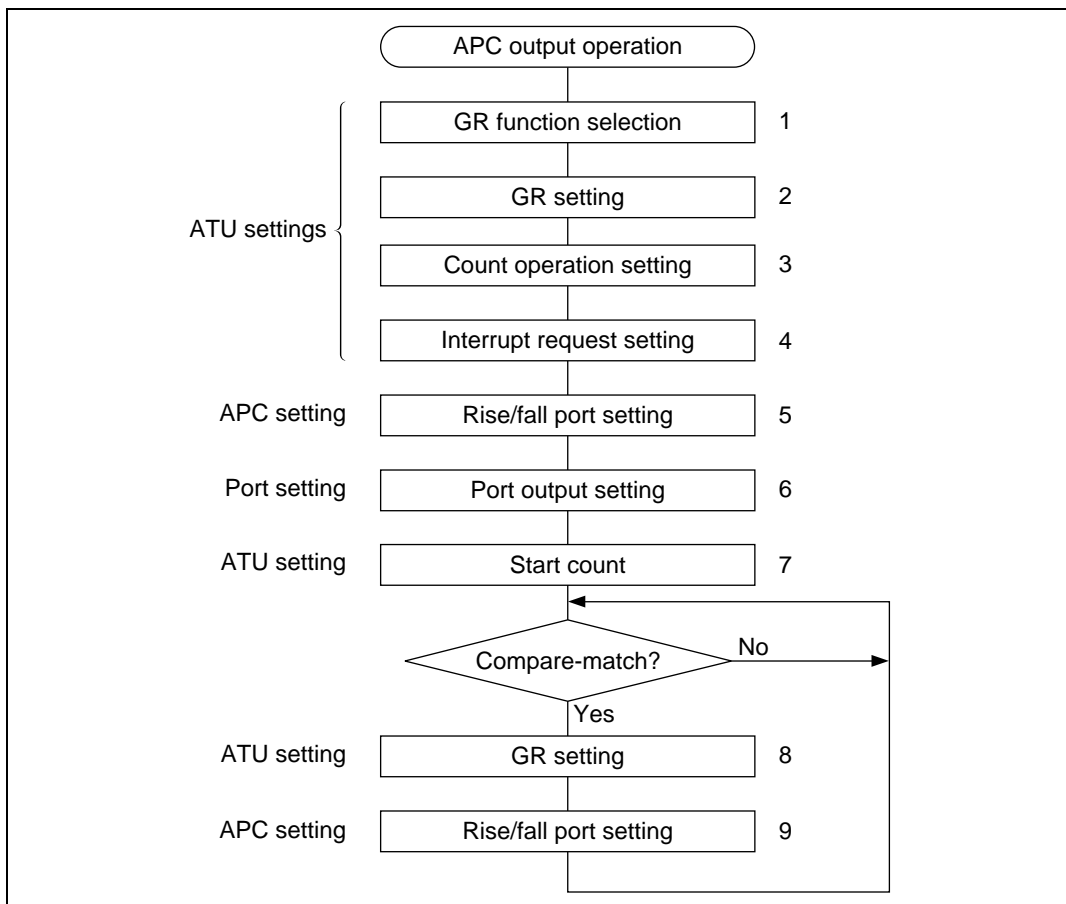 APC output operation
GR function selection 1
GR setting 2
ATU settings
Count operation setting 3
Interrupt request setting 4
APC setting Rise/fall port setting 5
Port setting Port output setting 6
ATU setting Start count 7
Compare-match? No
Yes
ATU setting GR setting 8
APC setting Rise/fall port setting 9